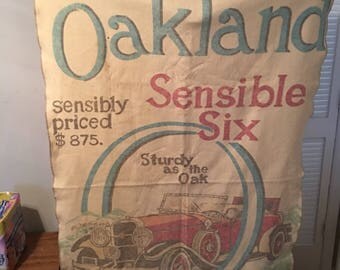 Oakland
Sensible
Six
sensibly
priced
$875.
Sturdy
as the
Oak